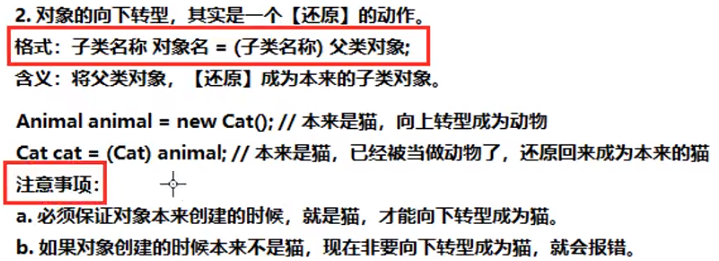 2. 对象的向下转型，其实是一个【还原】的动作。
格式：子类名称 对象名 = (子类名称) 父类对象;
含义：将父类对象，【还原】成为本来的子类对象。
Animal animal = new Cat(); // 本来是猫，向上转型成为动物
Cat cat = (Cat) animal; // 本来是猫，已经被当做动物了，还原回来成为本来的猫
注意事项：
a. 必须保证对象本来创建的时候，就是猫，才能向下转型成为猫。
b. 如果对象创建的时候本来不是猫，现在非要向下转型成为猫，就会报错。